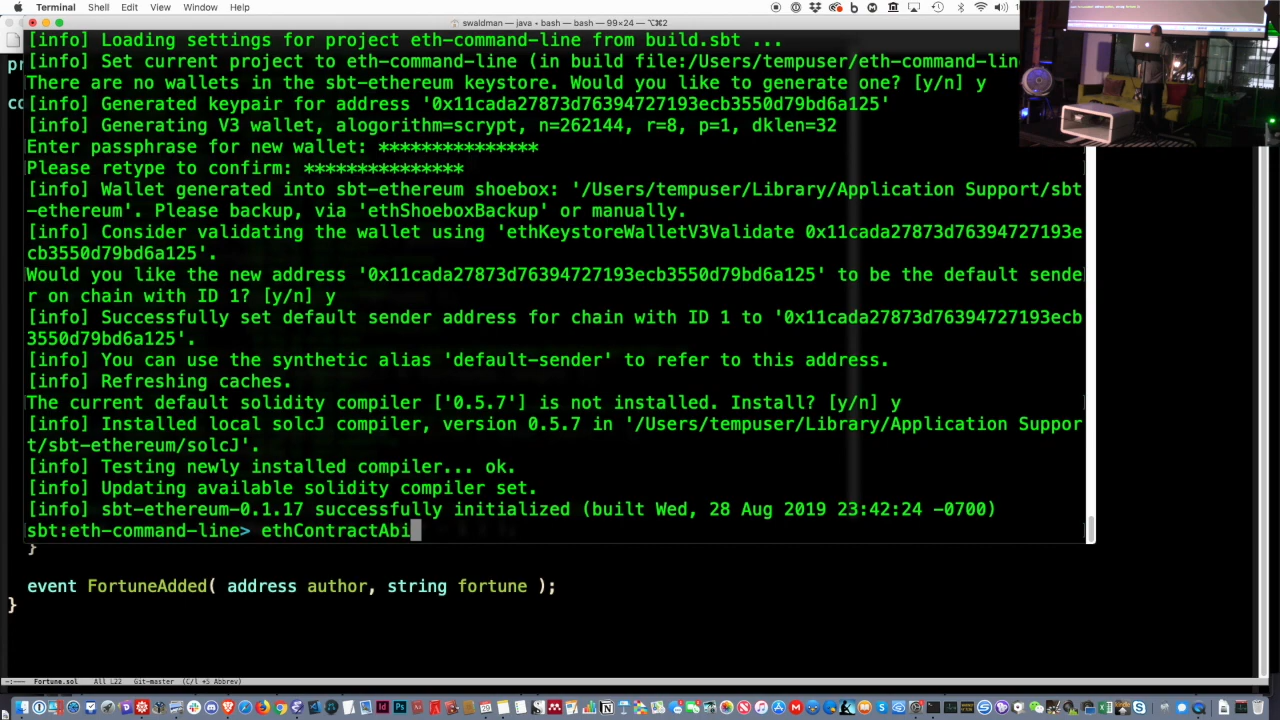 Terminal Shell Edit View Window Help
swaldman — java • bash — bash — 99×24 — ⌥⌘2
[info] Loading settings for project eth-command-line from build.sbt ...
[info] Set current project to eth-command-line (in build file:/Users/tempuser/eth-command-line
There are no wallets in the sbt-ethereum keystore. Would you like to generate one? [y/n] y
[info] Generated keypair for address '0x11cada27873d76394727193ecb3550d79bd6a125'
[info] Generating V3 wallet, alogorithm=scrypt, n=262144, r=8, p=1, dklen=32
Enter passphrase for new wallet: ***************
Please retype to confirm: ***************
[info] Wallet generated into sbt-ethereum shoebox: '/Users/tempuser/Library/Application Support/sbt
-ethereum'. Please backup, via 'ethShoeboxBackup' or manually.
[info] Consider validating the wallet using 'ethKeystoreWalletV3Validate 0x11cada27873d76394727193e
cb3550d79bd6a125'.
Would you like the new address '0x11cada27873d76394727193ecb3550d79bd6a125' to be the default sende
r on chain with ID 1? [y/n] y
[info] Successfully set default sender address for chain with ID 1 to '0x11cada27873d76394727193ecb
3550d79bd6a125'.
[info] You can use the synthetic alias 'default-sender' to refer to this address.
[info] Refreshing caches.
The current default solidity compiler ['0.5.7'] is not installed. Install? [y/n] y
[info] Installed local solcJ compiler, version 0.5.7 in '/Users/tempuser/Library/Application Suppor
t/sbt-ethereum/solcJ'.
[info] Testing newly installed compiler... ok.
[info] Updating available solidity compiler set.
[info] sbt-ethereum-0.1.17 successfully initialized (built Wed, 28 Aug 2019 23:42:24 -0700)
sbt:eth-command-line> ethContractAbi
pr
co
}
event FortuneAdded( address author, string fortune );
}
-:--- Fortune.sol All L22 Git-master (C/l +5 Abbrev)